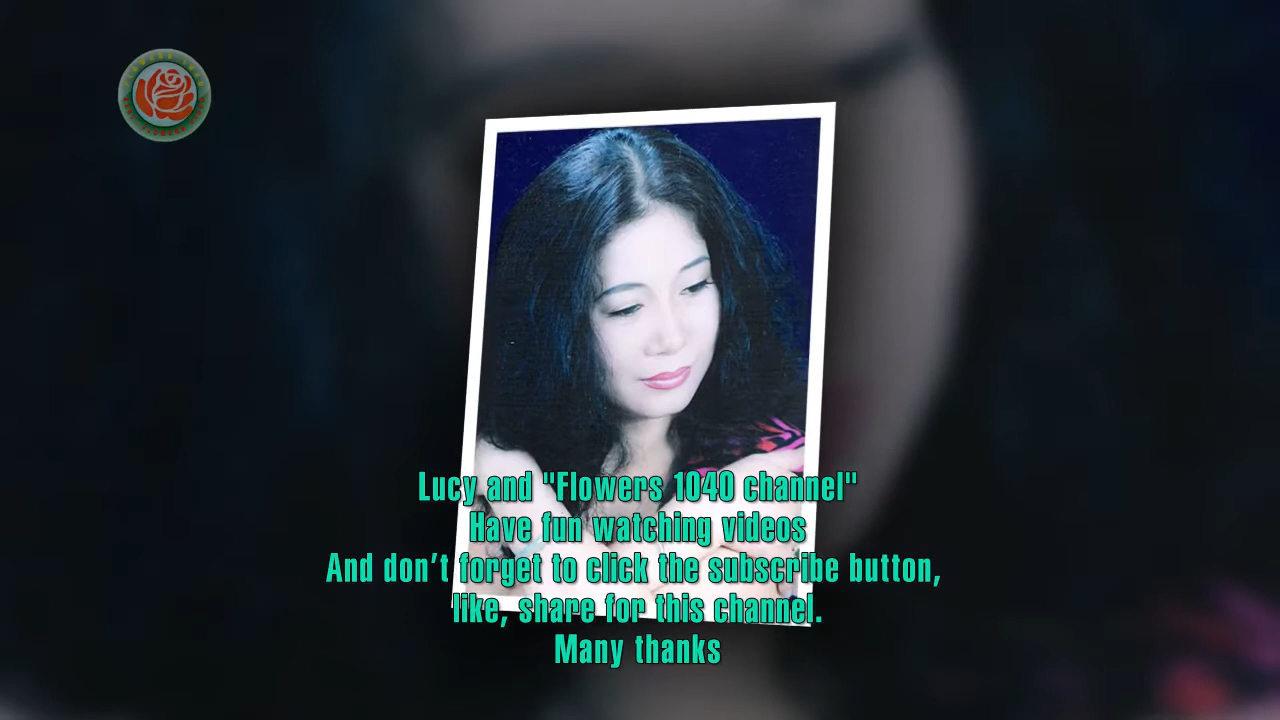 Lucy and "Flowers 1040 channel"
Have fun watching videos
And don’t forget to click the subscribe button,
like, share for this channel.
Many thanks